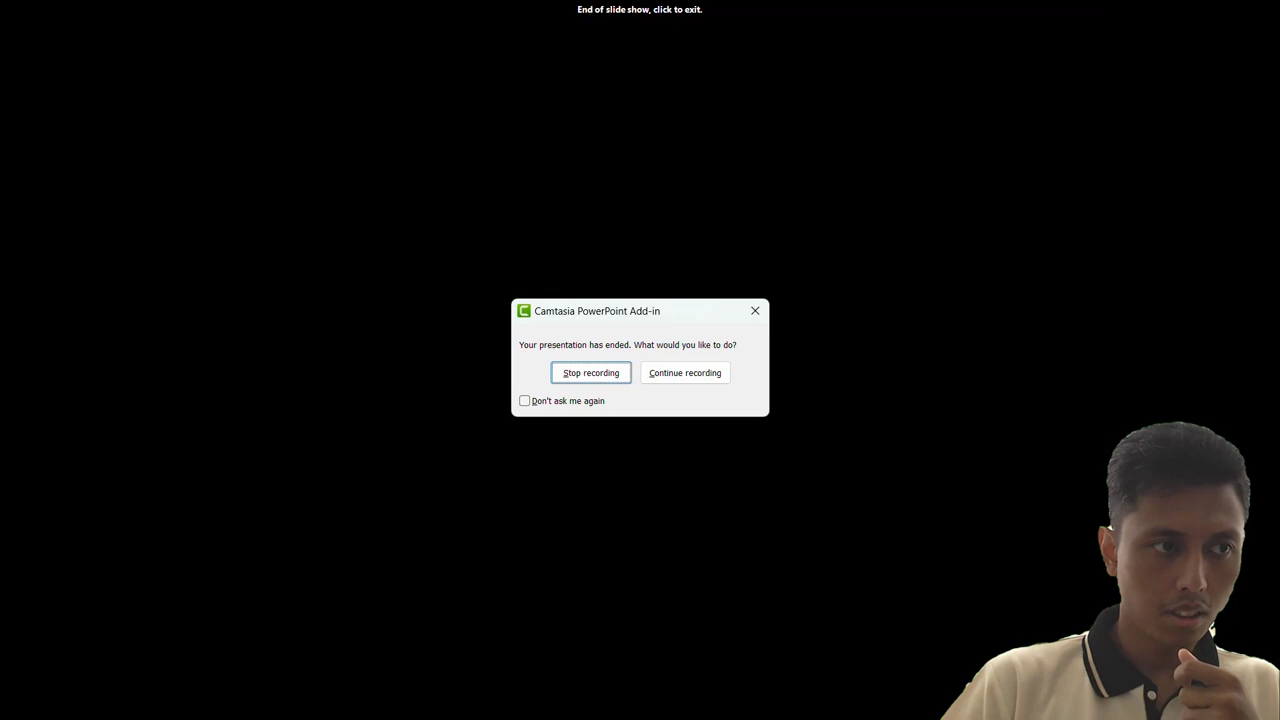 End of slide show, click to exit.
Camtasia PowerPoint Add-in
Your presentation has ended. What would you like to do?
Stop recording
Continue recording
Don't ask me again